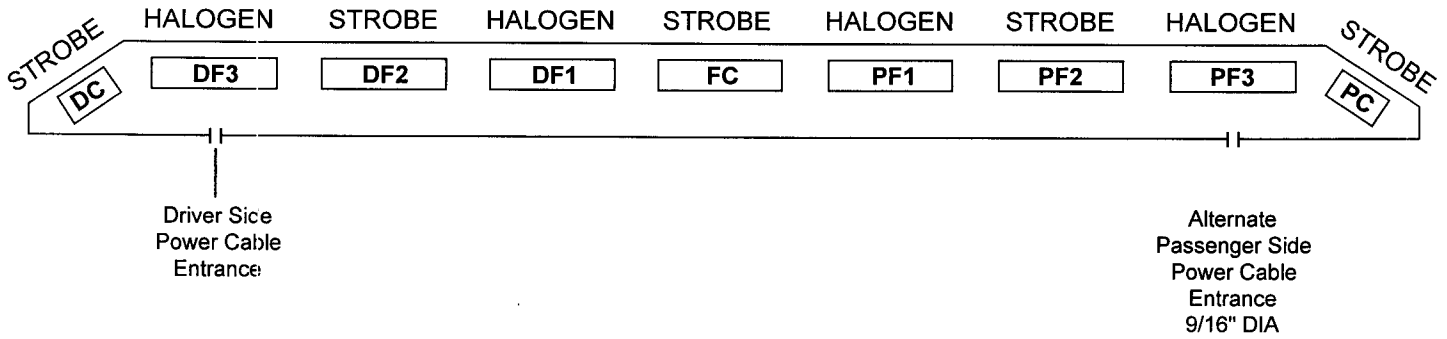 STROBE
HALOGEN STROBE HALOGEN STROBE HALOGEN STROBE HALOGEN
STROBE
DC DF3 DF2 DF1 FC PF1 PF2 PF3 PC
Driver Side
Power Cable
Entrance
Alternate
Passenger Side
Power Cable
Entrance
9/16" DIA